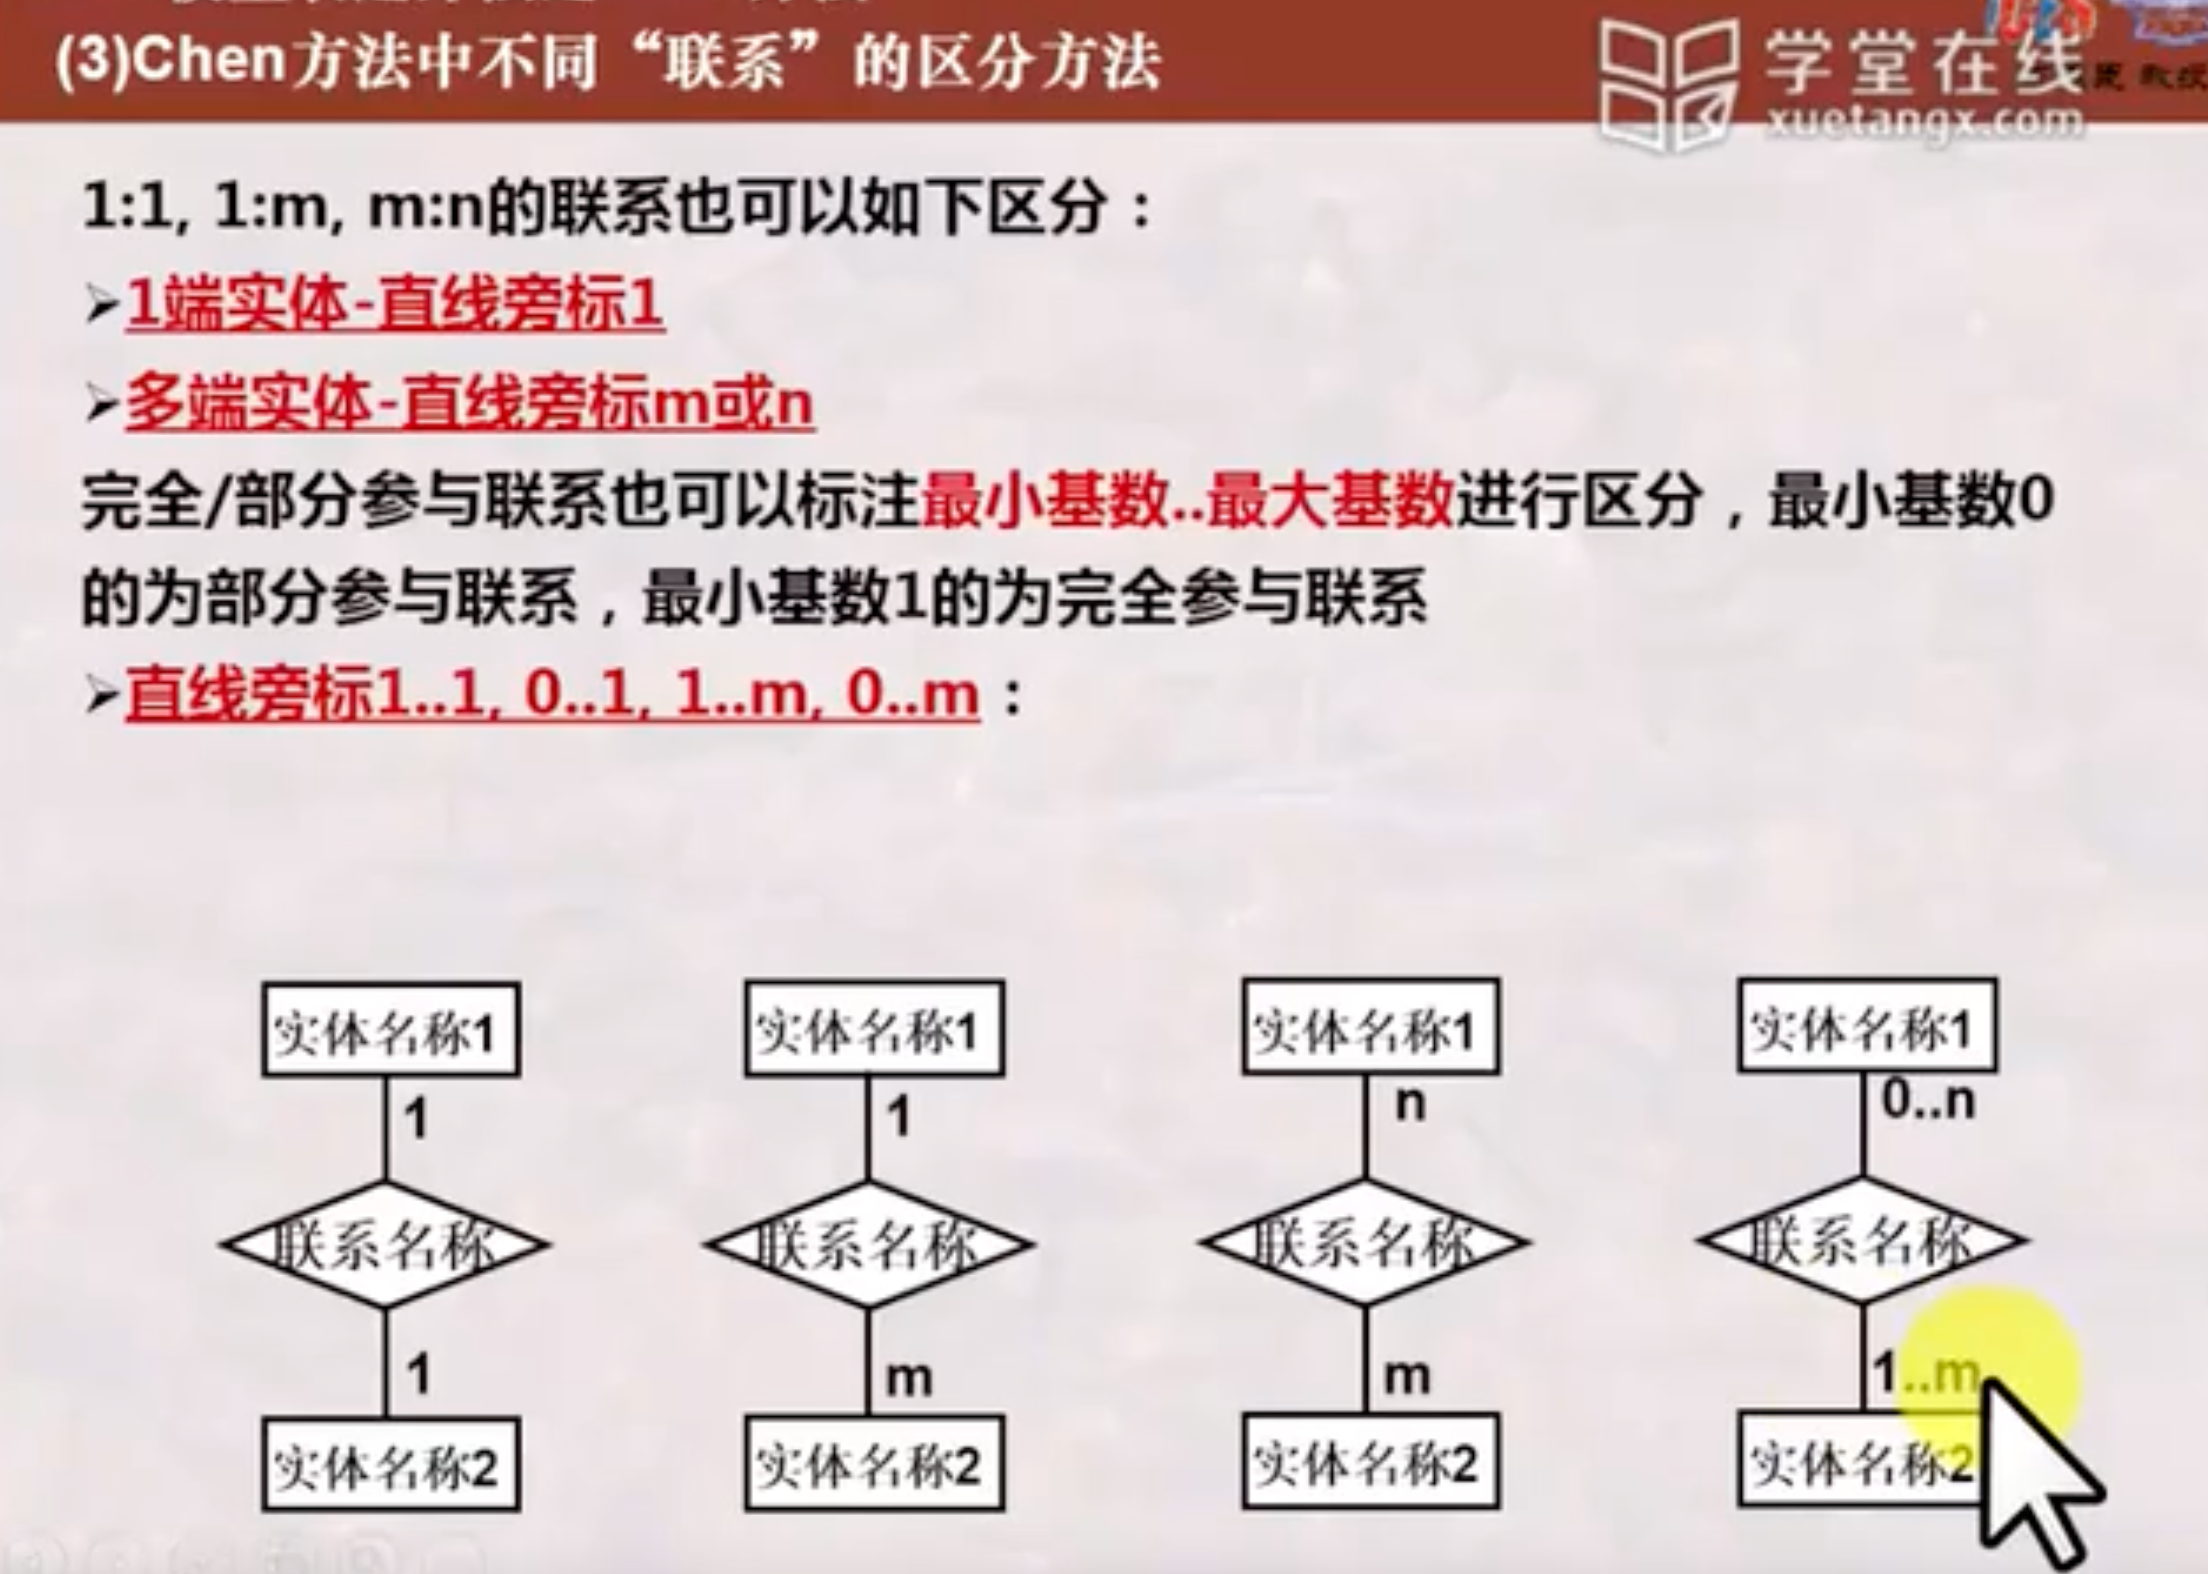 (3)Chen方法中不同“联系”的区分方法
学堂在线
xuetangx.com
1:1, 1:m, m:n的联系也可以如下区分：
➢1端实体-直线旁标1
➢多端实体-直线旁标m或n
完全/部分参与联系也可以标注最小基数..最大基数进行区分，最小基数0
的为部分参与联系，最小基数1的为完全参与联系
➢直线旁标1..1, 0..1, 1..m, 0..m：
实体名称1
1
联系名称
1
实体名称2
实体名称1
1
联系名称
m
实体名称2
实体名称1
n
联系名称
m
实体名称2
实体名称1
0..n
联系名称
1..m
实体名称2